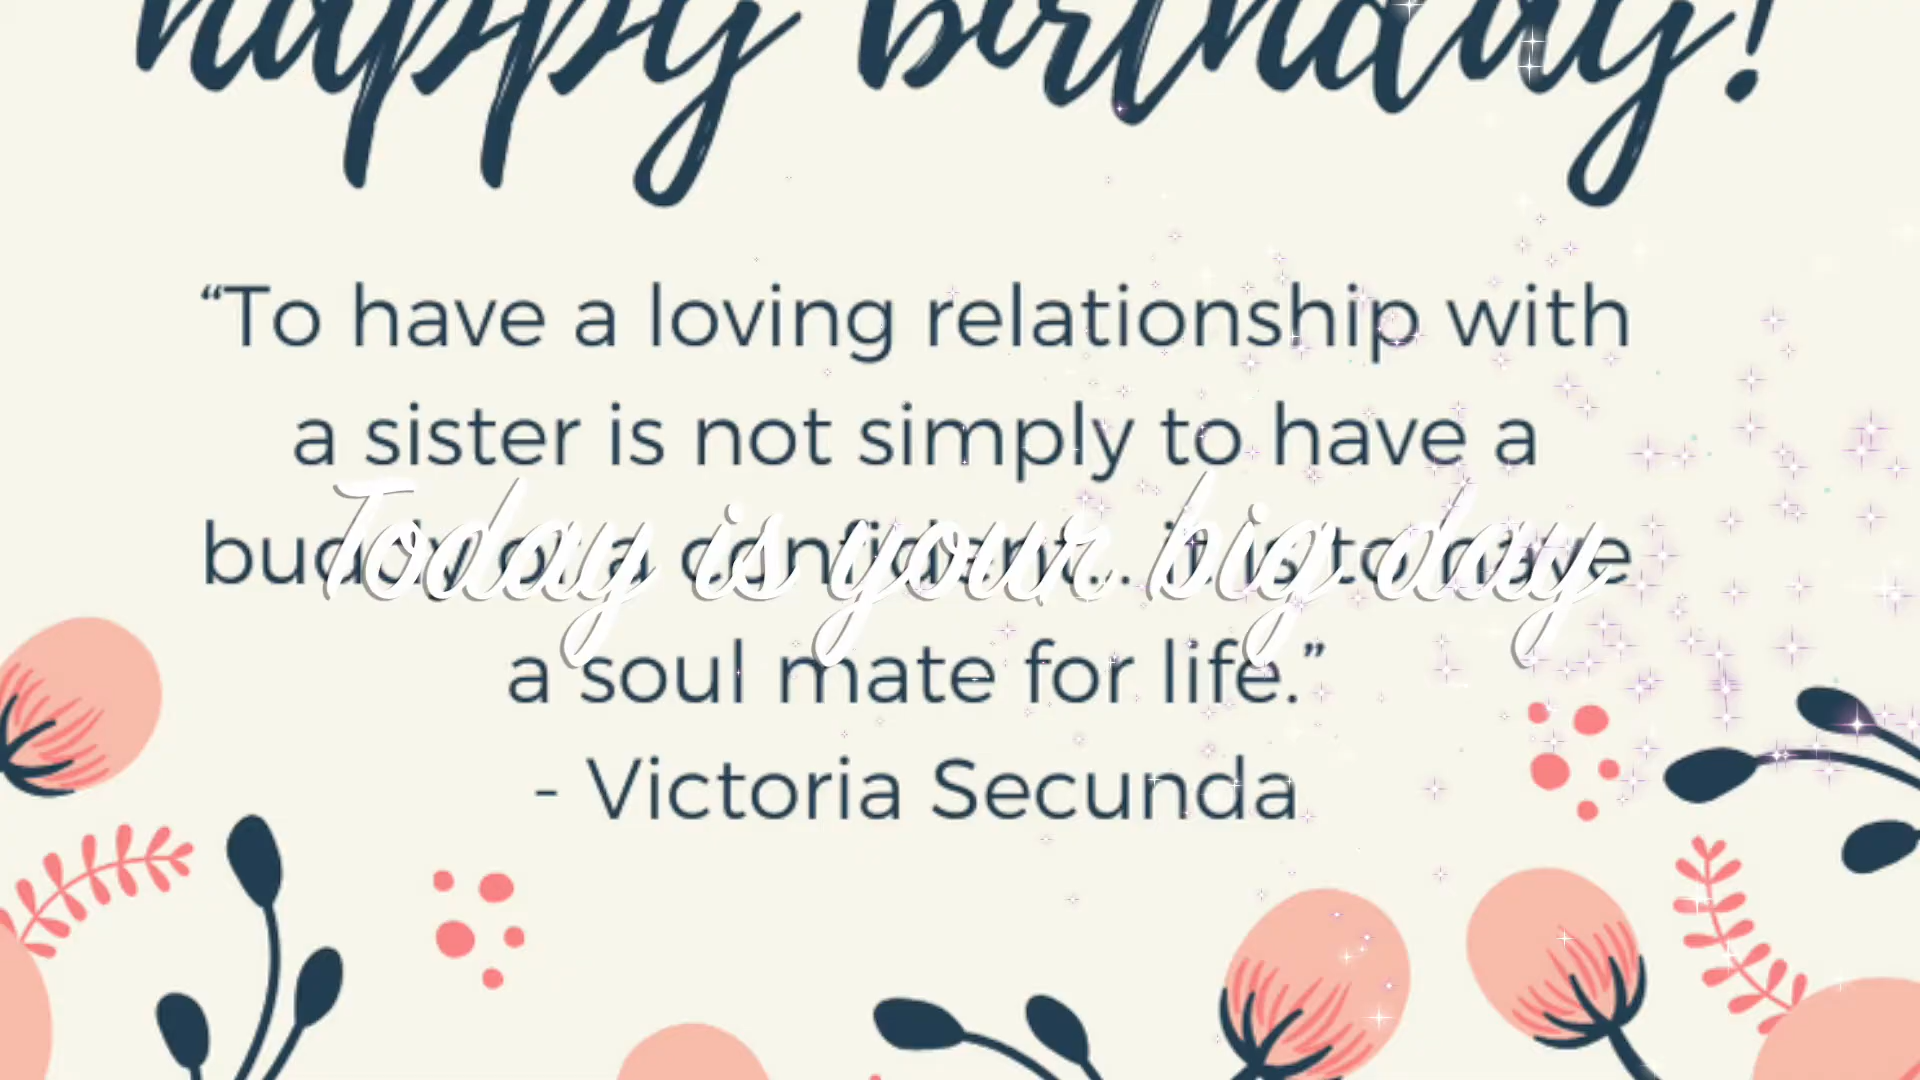 happy birthday!
“To have a loving relationship with
a sister is not simply to have a
buddy or a confidant... it is to have
Today is your big day
a soul mate for life.”
- Victoria Secunda